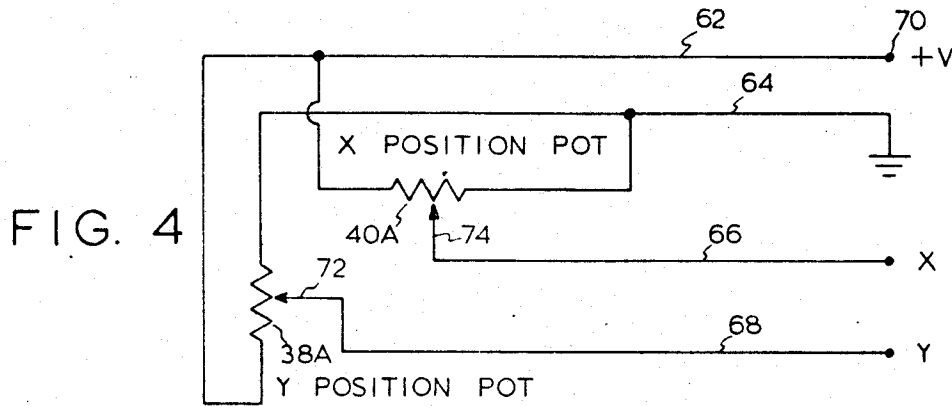 62
70
+V
64
X POSITION POT
FIG. 4
40A
74
66
X
72
68
38A
Y
Y POSITION POT